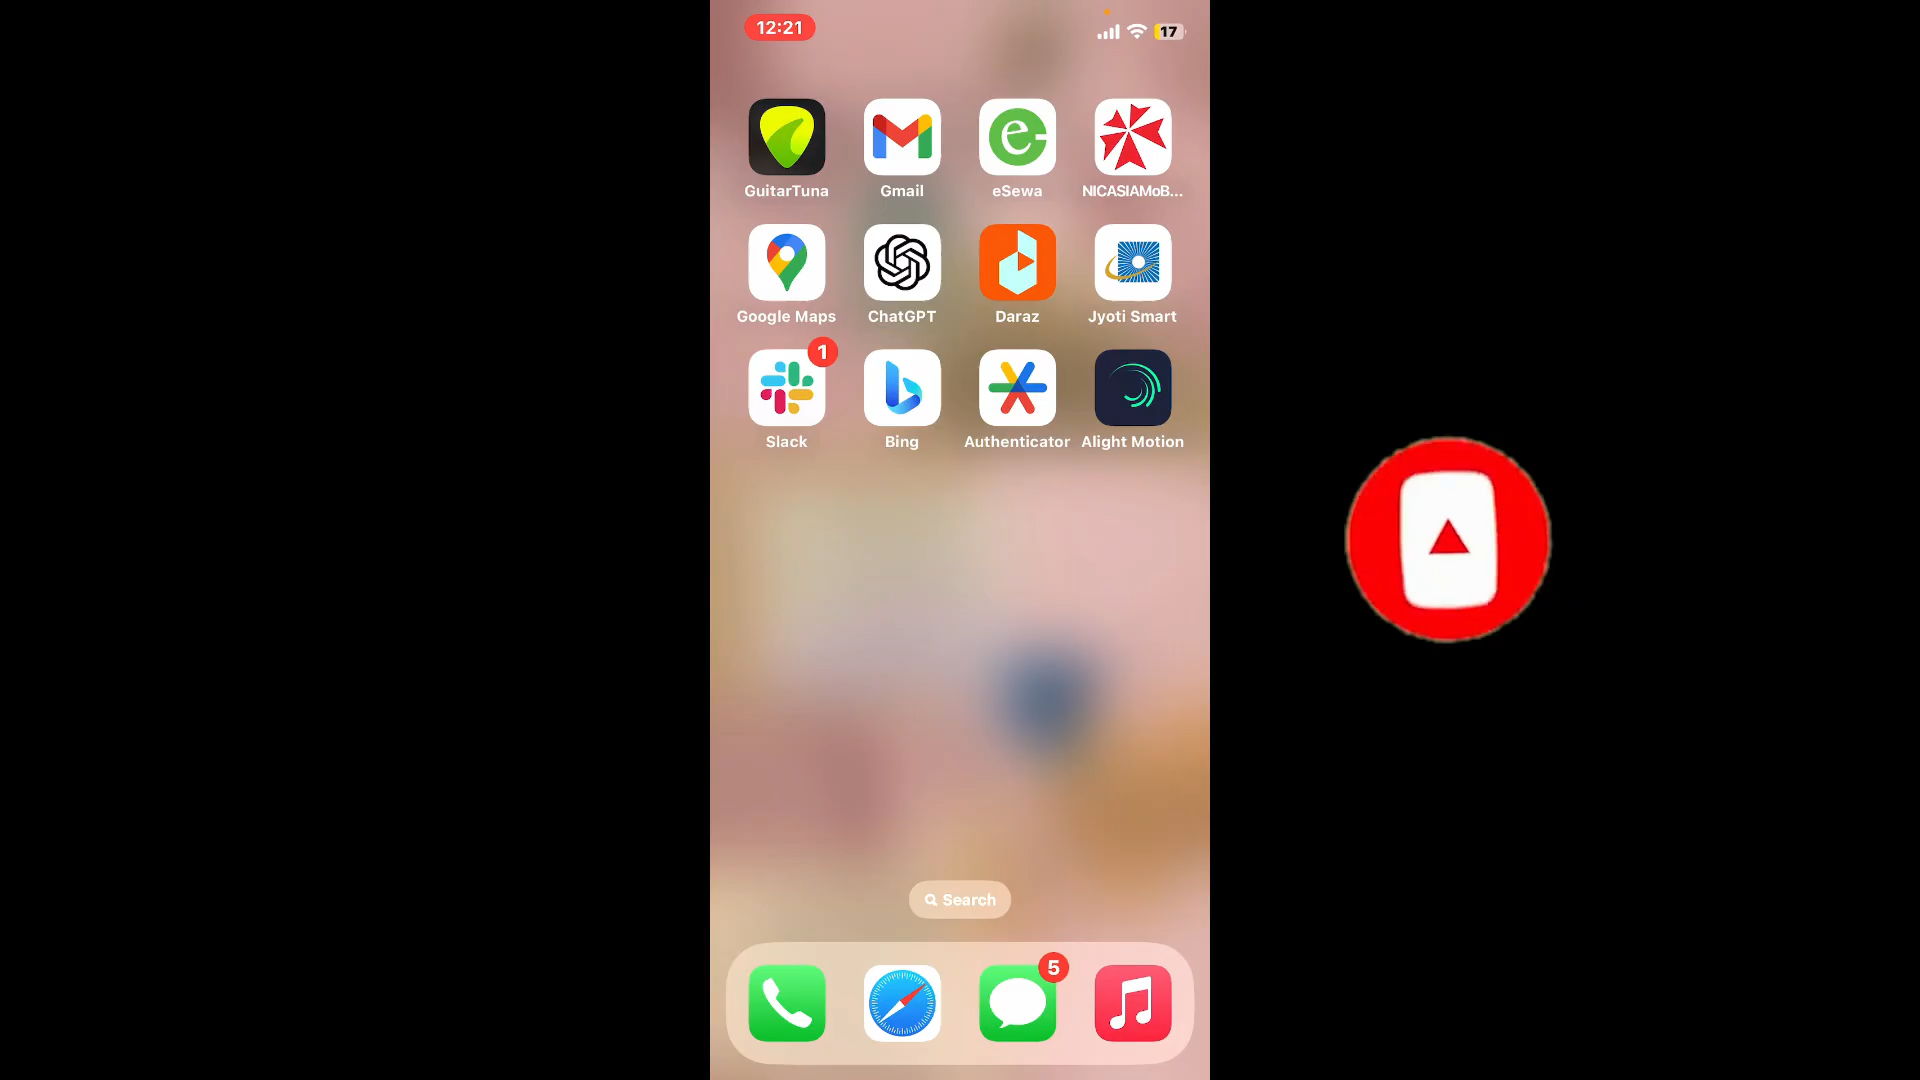 12:21
17
GuitarTuna
Gmail
eSewa
NICASIAMoB...
Google Maps
ChatGPT
Daraz
Jyoti Smart
1
Slack
Bing
Authenticator
Alight Motion
Search
5